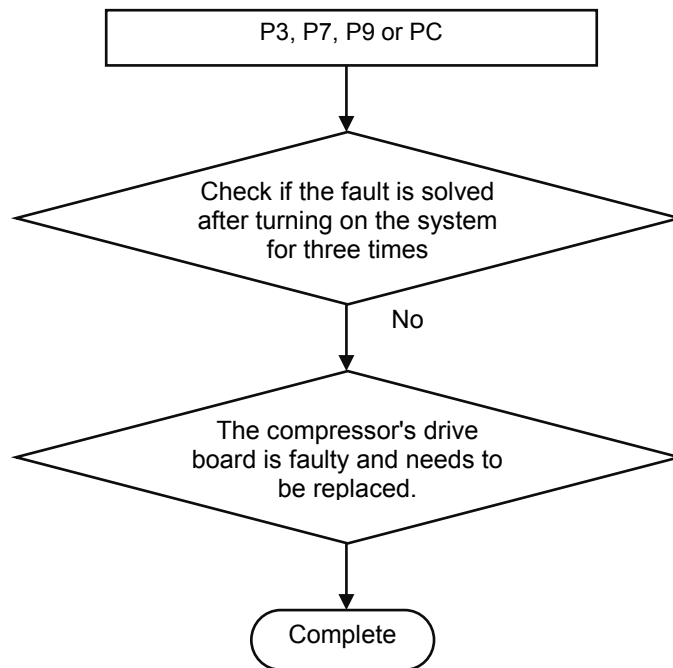 P3, P7, P9 or PC
Check if the fault is solved
after turning on the system
for three times
No
The compressor's drive
board is faulty and needs to
be replaced.
Complete